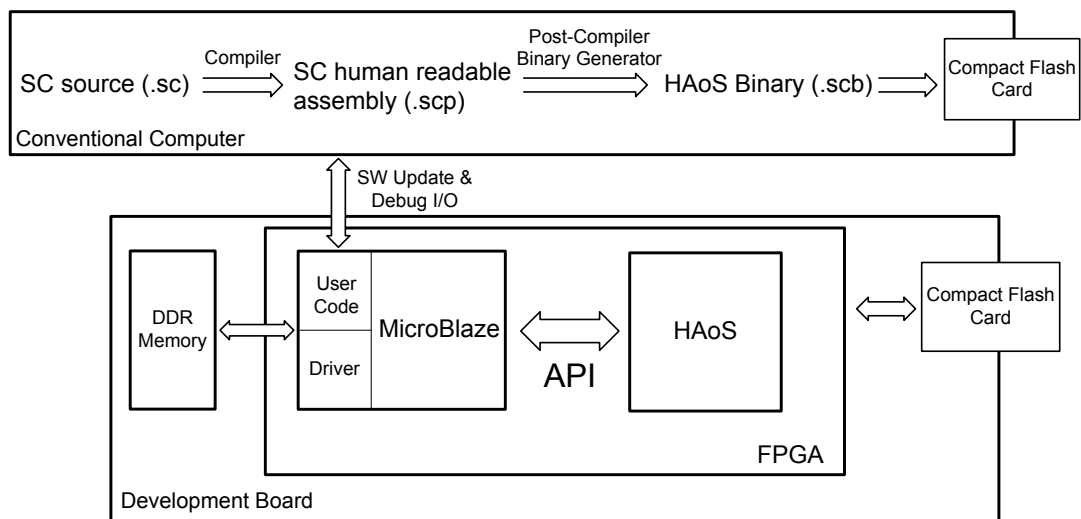 SC source (.sc)
Compiler
SC human readable
assembly (.scp)
Post-Compiler
Binary Generator
HAoS Binary (.scb)
Compact Flash
Card
Conventional Computer
SW Update &
Debug I/O
DDR
Memory
User
Code
Driver
MicroBlaze
API
HAoS
Compact Flash
Card
FPGA
Development Board